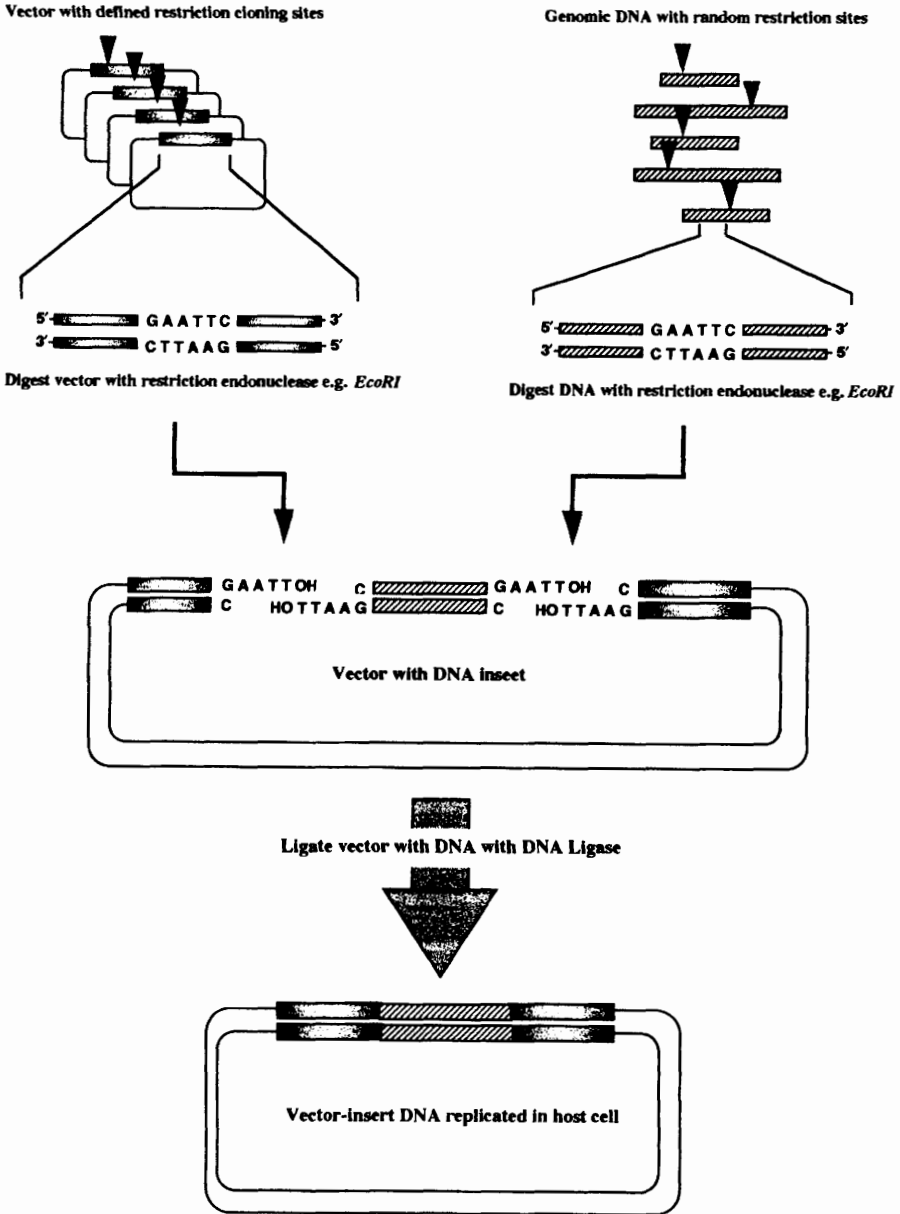 Vector with defined restriction cloning sites
Genomic DNA with random restriction sites
5′ GAATTC 3′
3′ CTTAAG 5′
Digest vector with restriction endonuclease e.g. EcoRI
5′ GAATTC 3′
3′ CTTAAG 5′
Digest DNA with restriction endonuclease e.g. EcoRI
GAATTOH C GAATTOH C
C HOTTAAG C HOTTAAG
Vector with DNA inseet
Ligate vector with DNA with DNA Ligase
Vector-insert DNA replicated in host cell